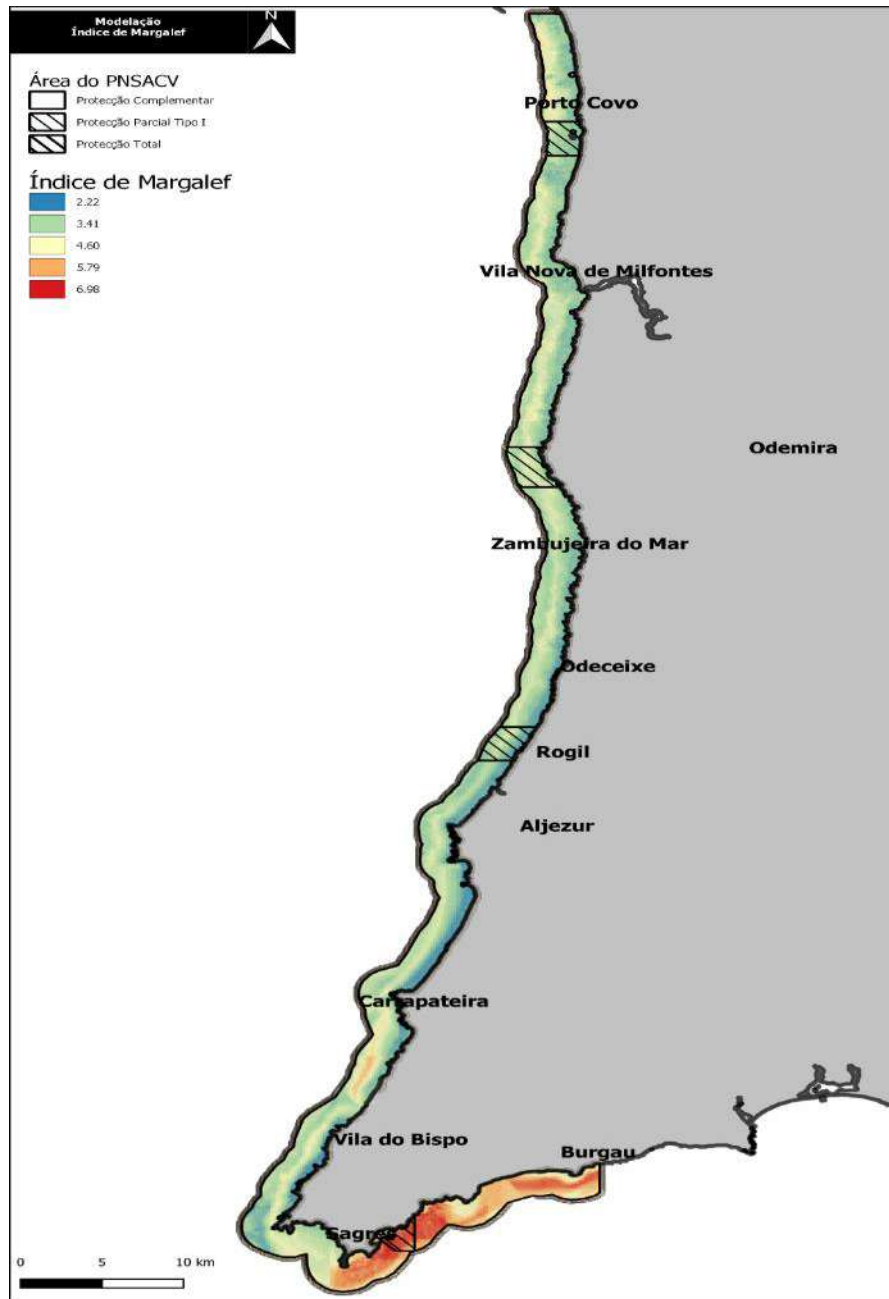 Modelação
Índice de Margalef
N
Área do PNSACV
Protecção Complementar
Protecção Parcial Tipo I
Protecção Total
Índice de Margalef
2.22
3.41
4.60
5.79
6.98
Porto Covo
Vila Nova de Milfontes
Odemira
Zambujeira do Mar
Odeceixe
Rogil
Aljezur
Carrapateira
Vila do Bispo
Burgau
Sagres
0 5 10 km